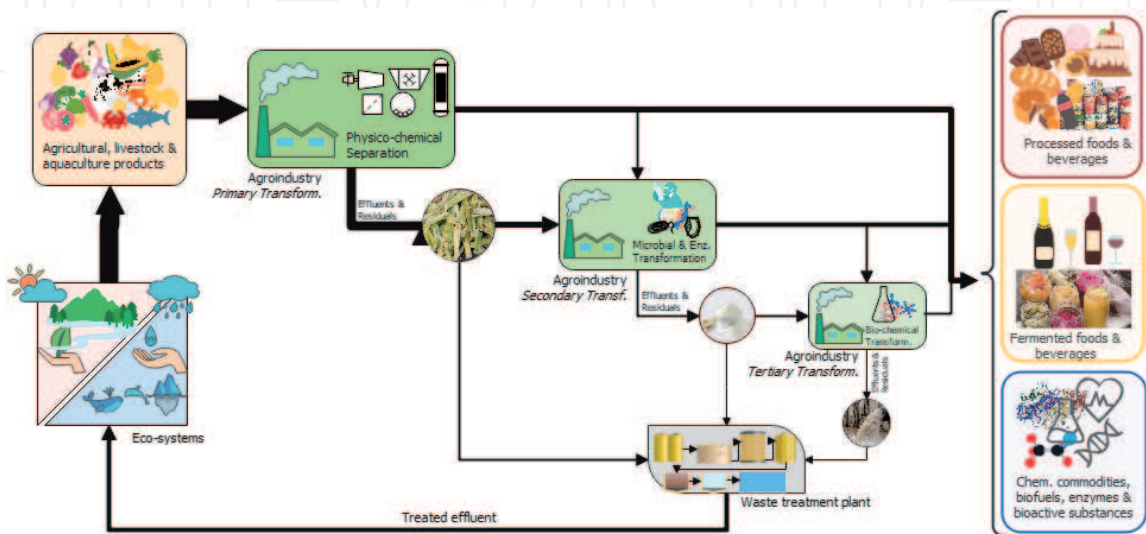 Agricultural, livestock &
aquaculture products
Physico-chemical
Separation
Agroindustry
Primary Transform.
Effluents &
Residuals
Microbial & Enz.
Transformation
Agroindustry
Secondary Transf.
Effluents &
Residuals
Bio-chemical
Transform.
Agroindustry
Tertiary Transform.
Effluents &
Residuals
Eco-systems
Waste treatment plant
Treated effluent
Processed foods &
beverages
Fermented foods &
beverages
Chem. commodities,
biofuels, enzymes &
bioactive substances